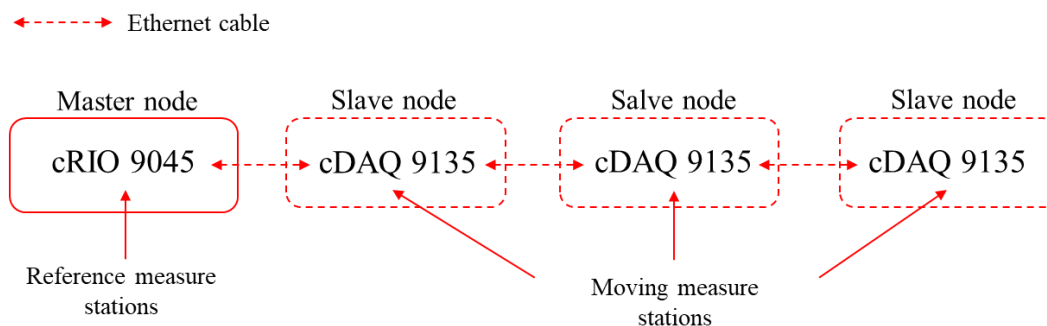 Ethernet cable
Master node
Slave node
Salve node
Slave node
cRIO 9045
cDAQ 9135
cDAQ 9135
cDAQ 9135
Reference measure
stations
Moving measure
stations